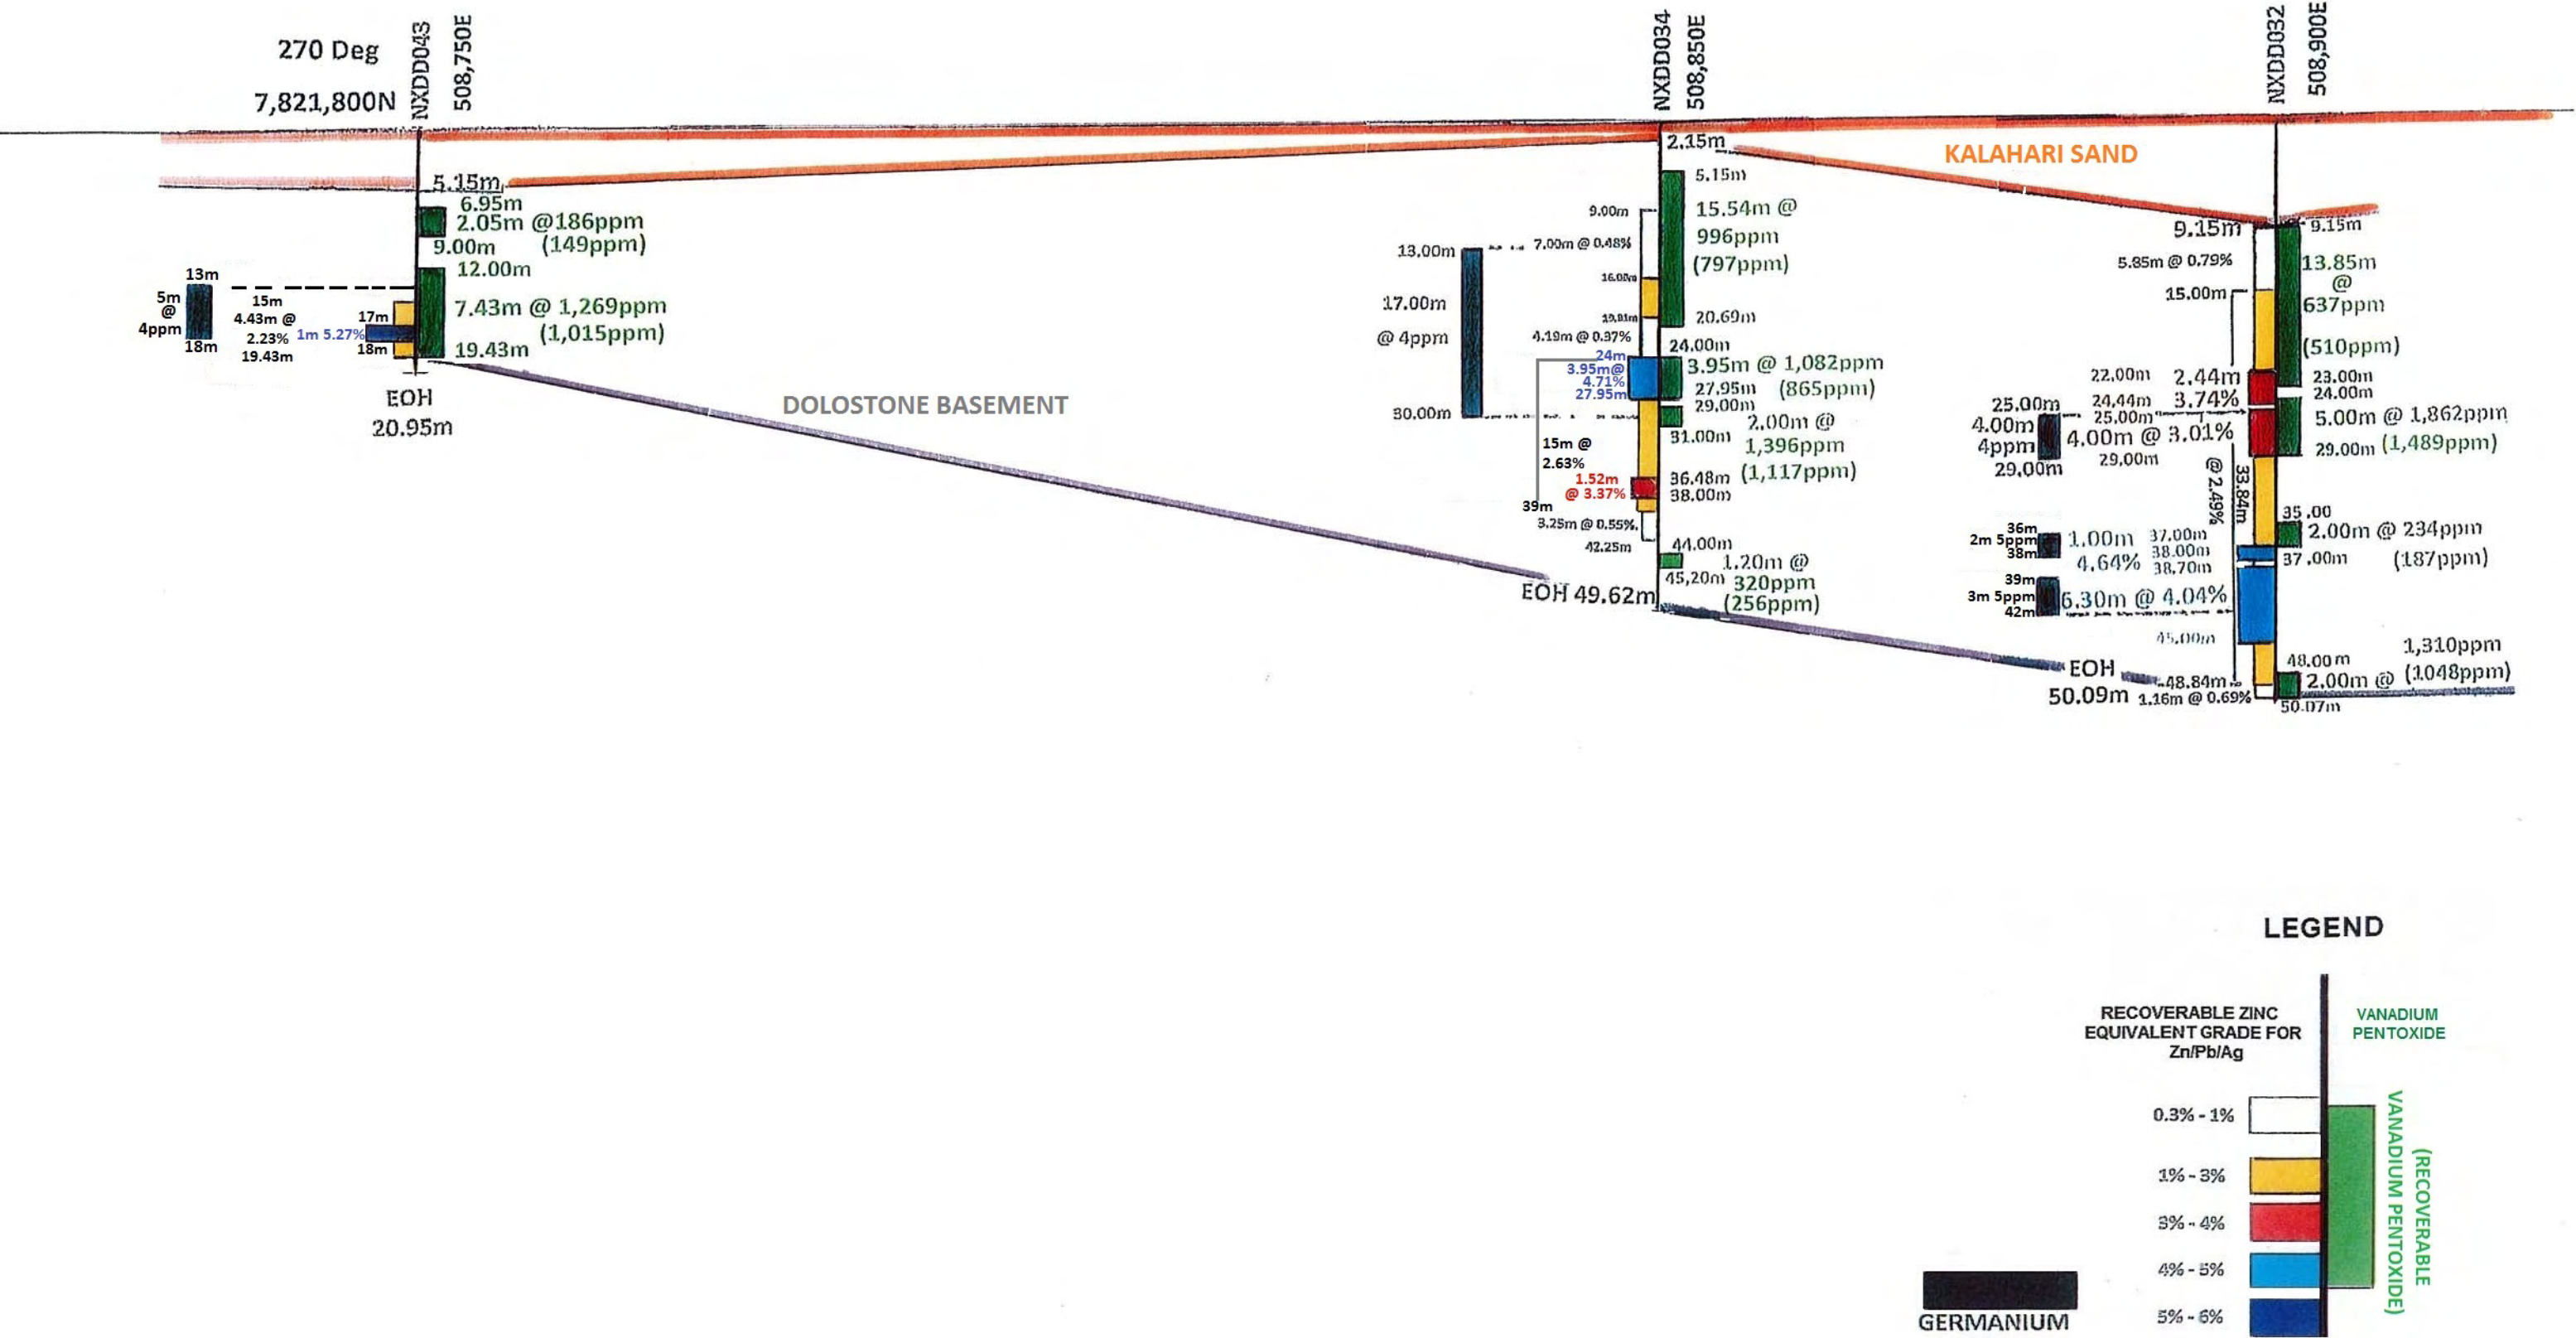 270 Deg
7,821,800N
NXDD043
508,750E
5.15m
6.95m
2.05m @186ppm
9.00m
(149ppm)
12.00m
7.43m @ 1,269ppm
(1,015ppm)
19.43m
13m
5m
@
4ppm
18m
15m
4.43m @
2.23%
19.43m
1m 5.27%
17m
18m
EOH
20.95m
DOLOSTONE BASEMENT
NXDD034
508,850E
2.15m
5.15m
15.54m @
996ppm
(797ppm)
20.69m
24.00m
3.95m @ 1,082ppm
27.95m (865ppm)
29.00m
2.00m @
31.00m
1,396ppm
(1,117ppm)
36.48m
38.00m
44.00m
1.20m @
45,20m 320ppm
(256ppm)
9.00m
7.00m @ 0.48%
13.00m
17.00m
@ 4ppm
30.00m
16.00m
4.19m @ 0.37%
24m
3.95m@
4.71%
27.95m
15m @
2.63%
1.52m
@ 3.37%
39m
3.25m @ 0.55%
42.25m
EOH 49.62m
KALAHARI SAND
NXDD032
508,900E
9.15m
9.15m
5.85m @ 0.79%
15.00m
13.85m
@
637ppm
(510ppm)
23.00m
24.00m
5.00m @ 1,862ppm
29.00m (1,489ppm)
22.00m 2.44m
24,44m 3.74%
25.00m
25.00m
4.00m
4ppm
4.00m @ 3.01%
29.00m
29.00m
33.84m
@ 2.49%
35.00
2.00m @ 234ppm
37.00m
(187ppm)
36m
2m 5ppm
38m
1.00m
4.64%
37.00m
38.00m
38.70m
39m
3m 5ppm
42m
6.30m @ 4.04%
45.00m
EOH
50.09m
48.84m
1.16m @ 0.69%
1,310ppm
48.00m
2.00m @ (1048ppm)
50.07m
LEGEND
RECOVERABLE ZINC
EQUIVALENT GRADE FOR
Zn/Pb/Ag
VANADIUM
PENTOXIDE
0.3% - 1%
1% - 3%
3% - 4%
4% - 5%
5% - 6%
(RECOVERABLE
VANADIUM PENTOXIDE)
GERMANIUM